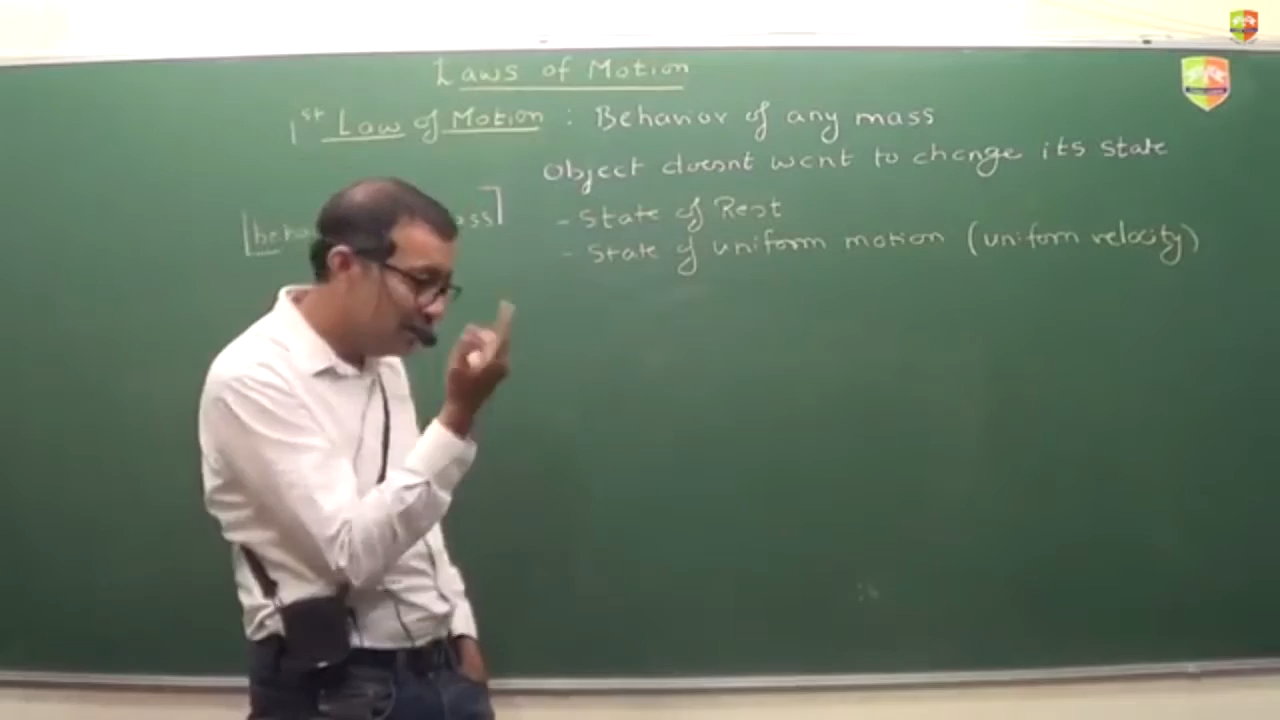 Laws of Motion
1st Law of Motion : Behavior of any mass
Object doesnt want to change its state
- State of Rest
- State of uniform motion (uniform velocity)